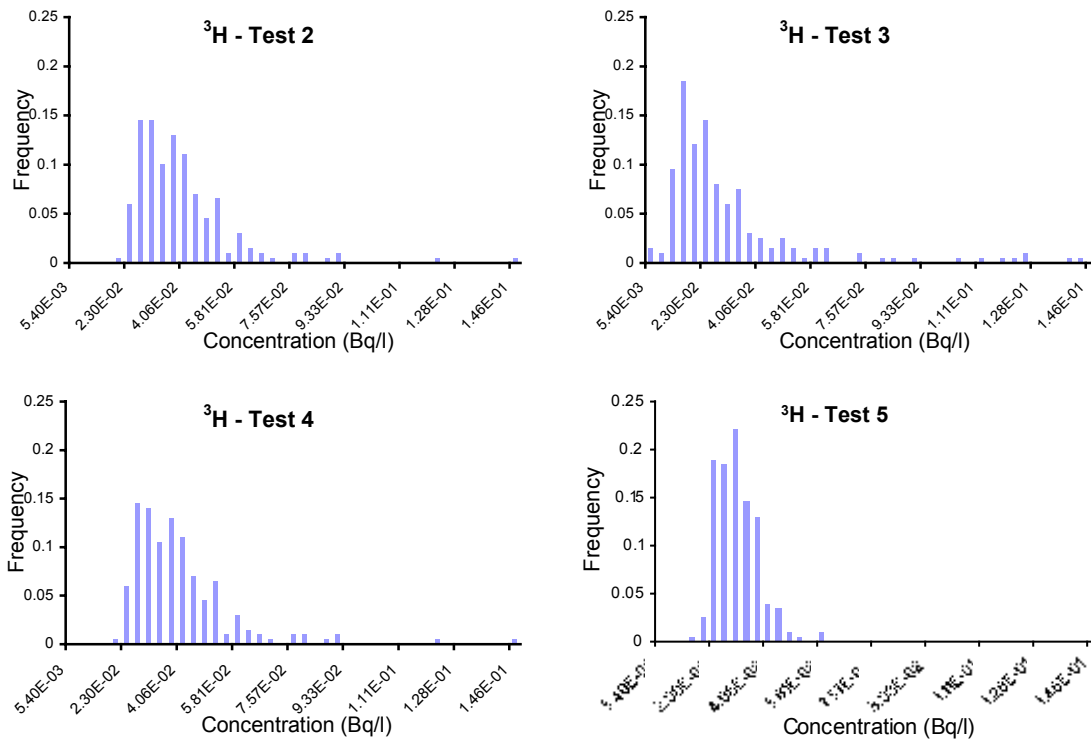 ³H - Test 2
Frequency
0.25
0.2
0.15
0.1
0.05
0
5.40E-03 2.30E-02 4.06E-02 5.81E-02 7.57E-02 9.33E-02 1.11E-01 1.28E-01 1.46E-01
Concentration (Bq/l)
³H - Test 3
Frequency
0.25
0.2
0.15
0.1
0.05
0
5.40E-03 2.30E-02 4.06E-02 5.81E-02 7.57E-02 9.33E-02 1.11E-01 1.28E-01 1.46E-01
Concentration (Bq/l)
³H - Test 4
Frequency
0.25
0.2
0.15
0.1
0.05
0
5.40E-03 2.30E-02 4.06E-02 5.81E-02 7.57E-02 9.33E-02 1.11E-01 1.28E-01 1.46E-01
Concentration (Bq/l)
³H - Test 5
Frequency
0.25
0.2
0.15
0.1
0.05
0
Concentration (Bq/l)